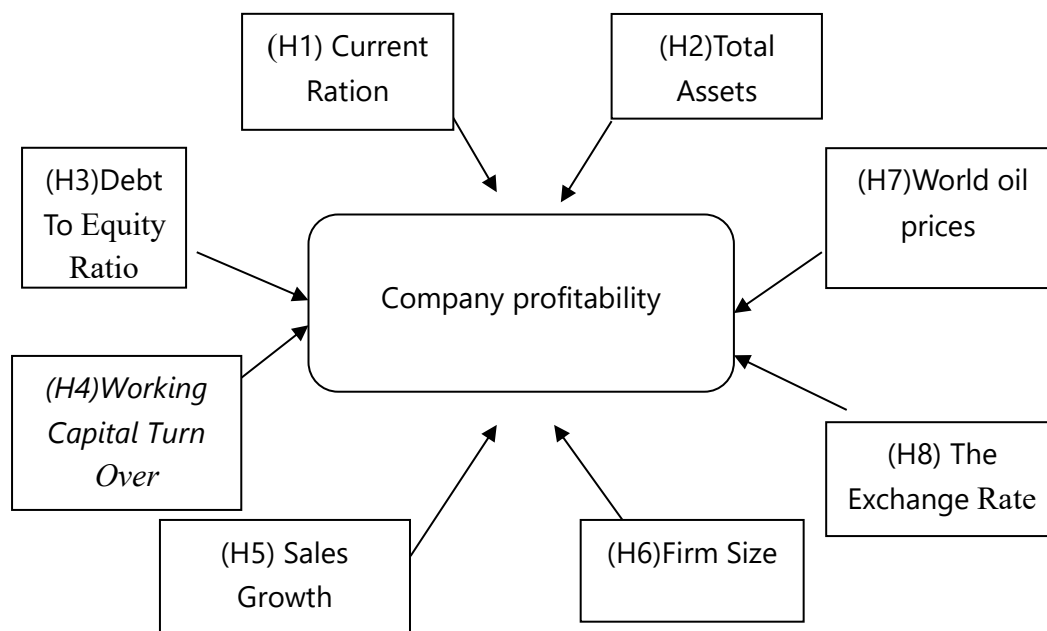 (H1) Current
Ration
(H2)Total
Assets
(H3)Debt
To Equity
Ratio
(H7)World oil
prices
Company profitability
(H4)Working
Capital Turn
Over
(H8) The
Exchange Rate
(H5) Sales
Growth
(H6)Firm Size